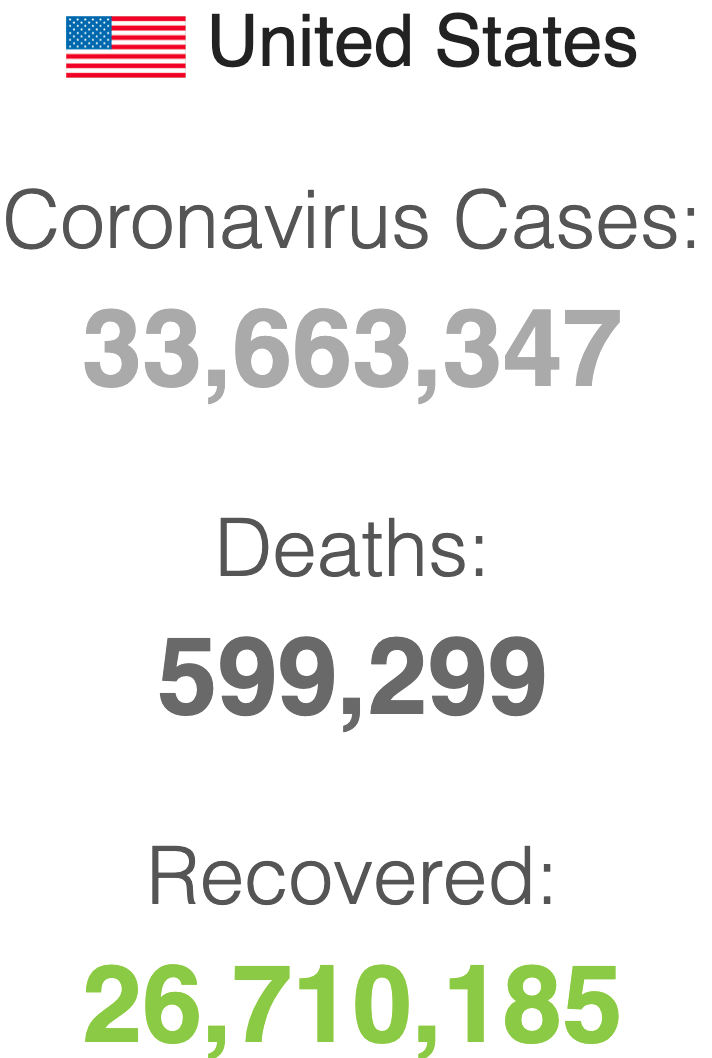 United States
Coronavirus Cases:
33,663,347
Deaths:
599,299
Recovered:
26,710,185